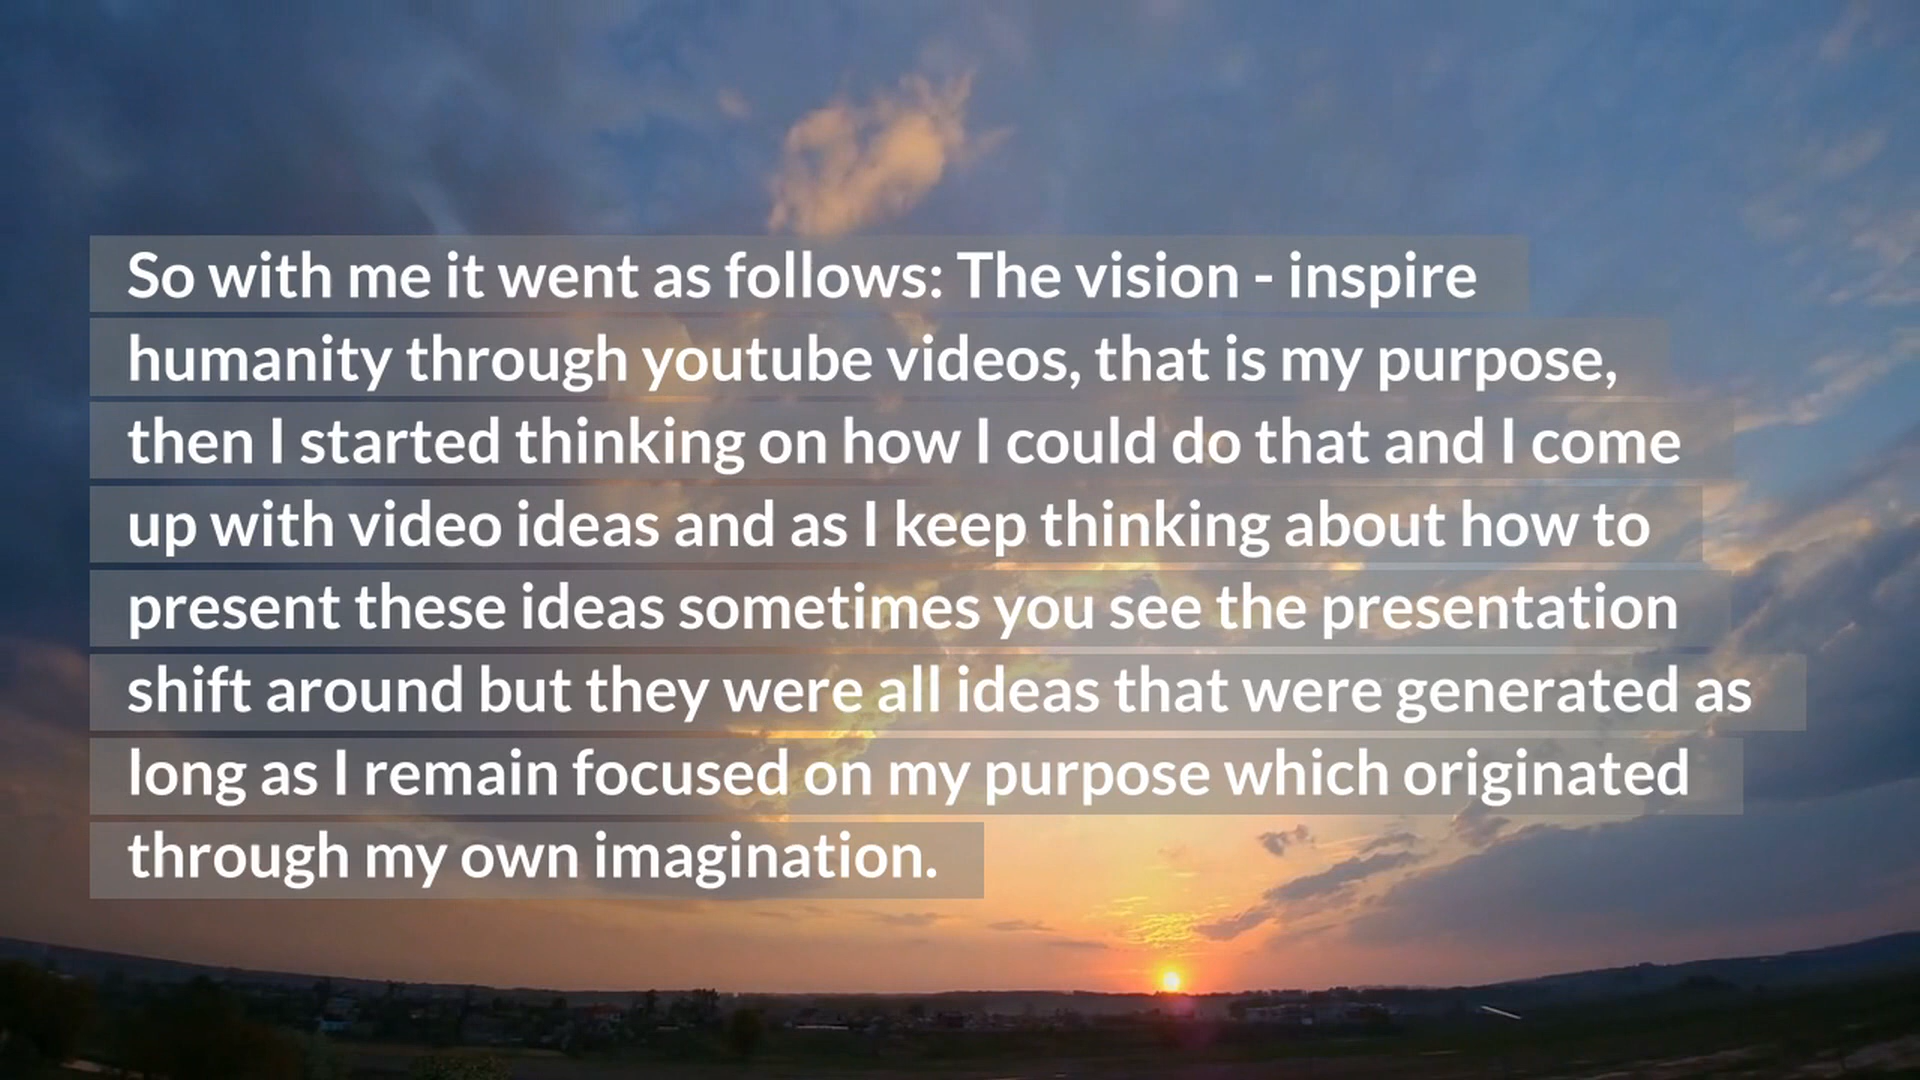 So with me it went as follows: The vision - inspire
humanity through youtube videos, that is my purpose,
then I started thinking on how I could do that and I come
up with video ideas and as I keep thinking about how to
present these ideas sometimes you see the presentation
shift around but they were all ideas that were generated as
long as I remain focused on my purpose which originated
through my own imagination.